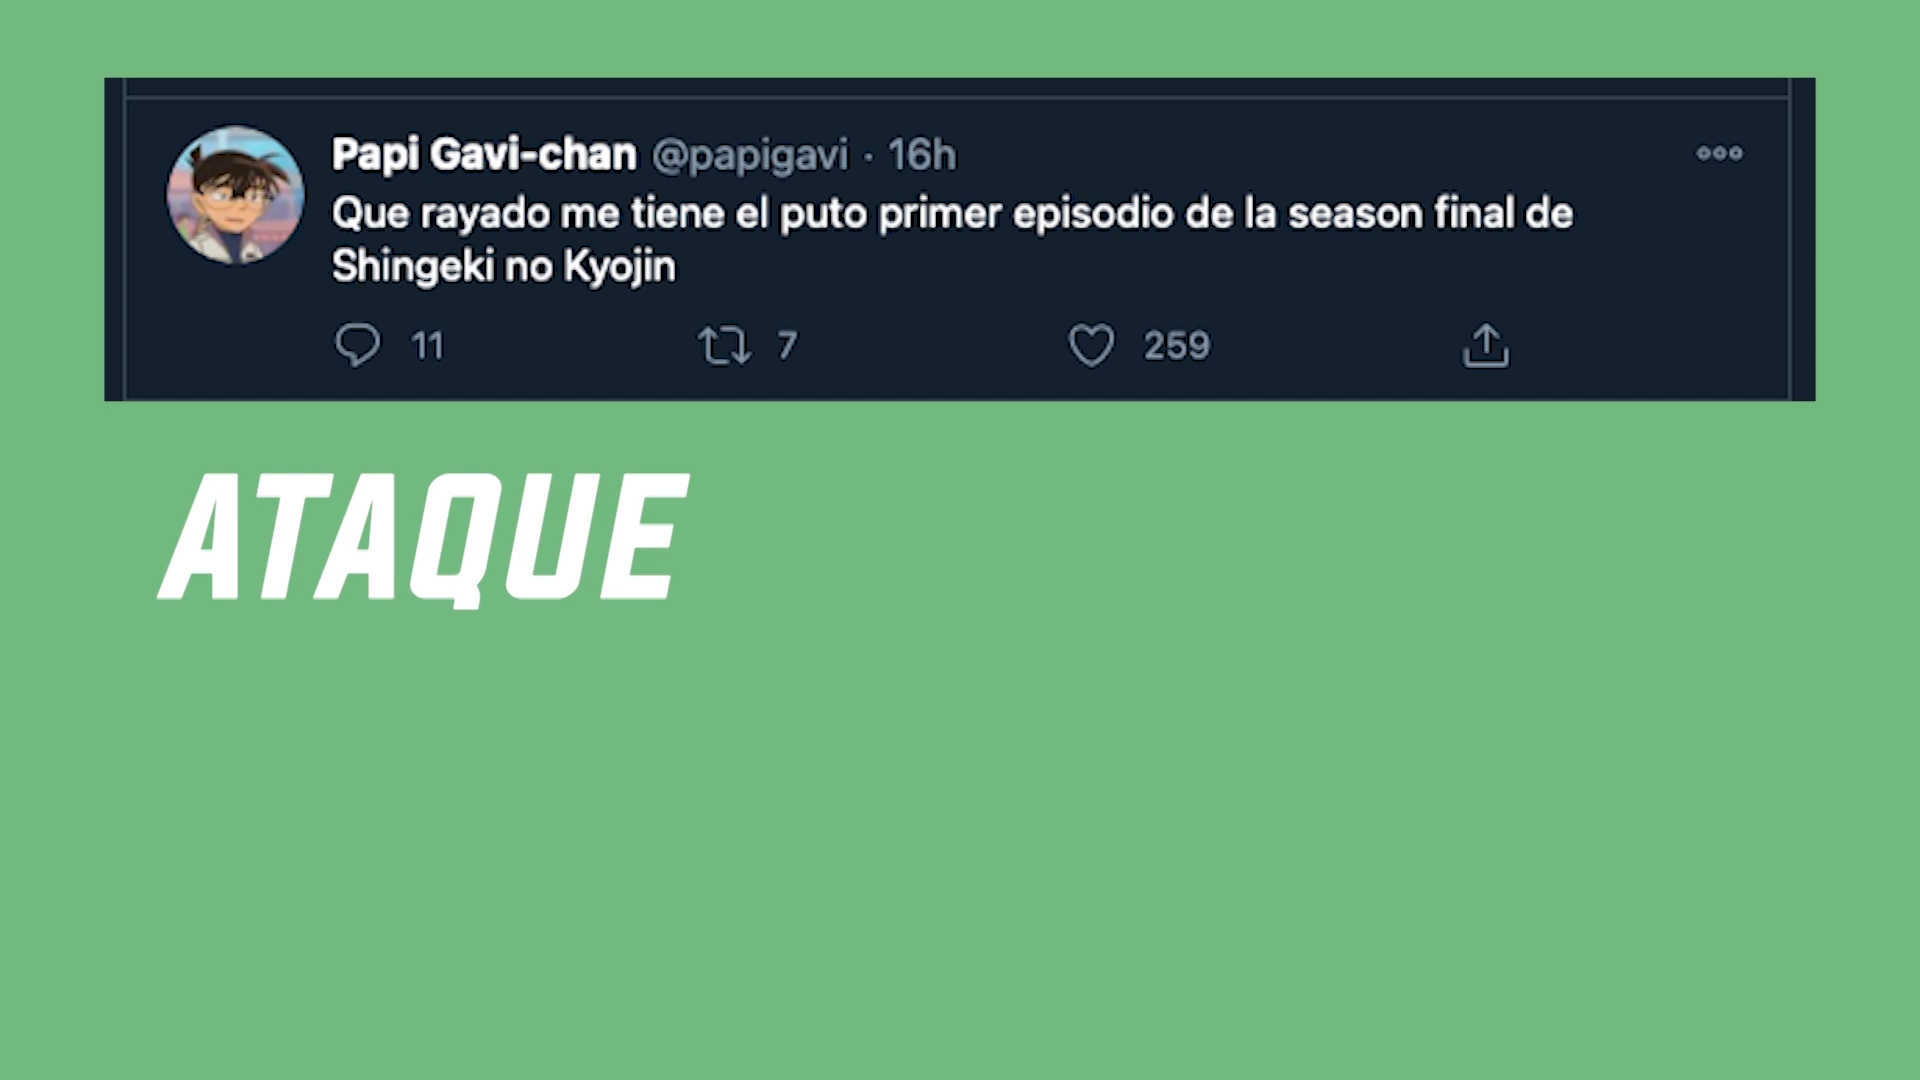 Papi Gavi-chan @papigavi · 16h
Que rayado me tiene el puto primer episodio de la season final de
Shingeki no Kyojin
11 7 259
ATAQUE